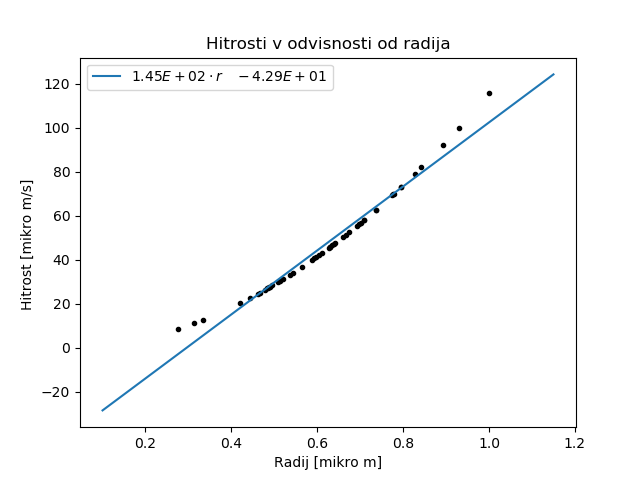 Hitrosti v odvisnosti od radija
1.45E + 02 · r − 4.29E + 01
120
100
80
60
40
20
0
−20
Hitrost [mikro m/s]
0.2 0.4 0.6 0.8 1.0 1.2
Radij [mikro m]